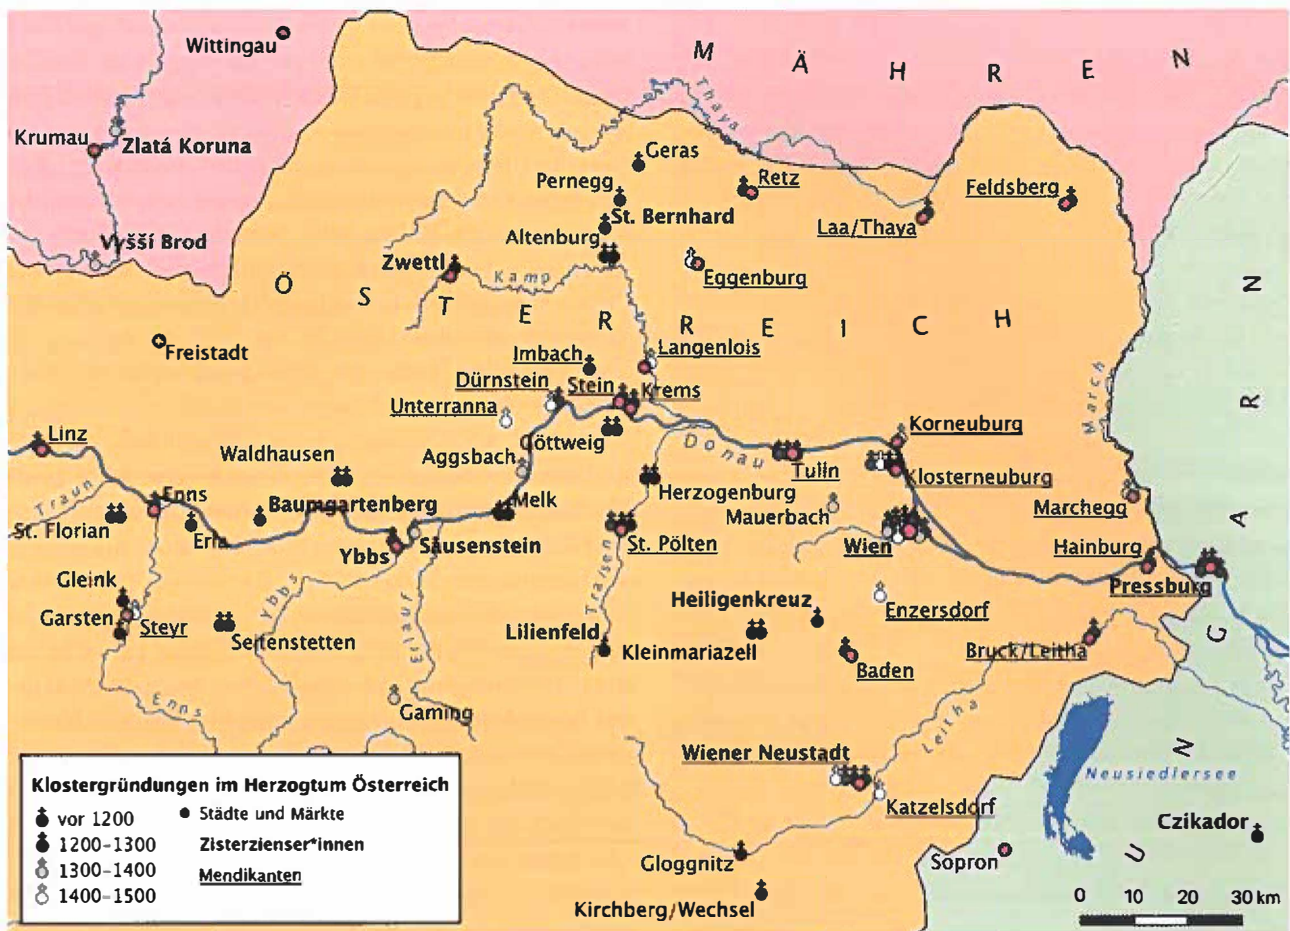 Wittingau
M Ä H R E N
Thaya
Krumau
Zlatá Koruna
Geras
Pernegg
Retz
Feldsberg
St. Bernhard
Laa/Thaya
Altenburg
Vyšší Brod
Zwettl
Kamp
Eggenburg
Ö S T E R R E I C H
Freistadt
Imbach
Langenlois
Dürnstein
Stein
Krems
Unterranna
March
Linz
Korneuburg
Göttweig
Donau
Waldhausen
Aggsbach
Tulln
Klosterneuburg
Traun
Enns
Baumgartenberg
Melk
Herzogenburg
Mauerbach
Marchegg
St. Florian
Erla
Ybbs
Säusenstein
St. Pölten
Wien
Hainburg
Pressburg
Gleink
Ybbs
Erlauf
Traisen
Heiligenkreuz
Enzersdorf
Garsten
Steyr
Seitenstetten
Lilienfeld
Kleinmariazell
Baden
Bruck/Leitha
Enns
Gaming
Leitha
U N G A R N
Wiener Neustadt
Neusiedlersee
Katzelsdorf
Czikador
Gloggnitz
Sopron
Kirchberg/Wechsel
0 10 20 30 km
Klostergründungen im Herzogtum Österreich
vor 1200
1200-1300
1300-1400
1400-1500
Städte und Märkte
Zisterzienser*innen
Mendikanten